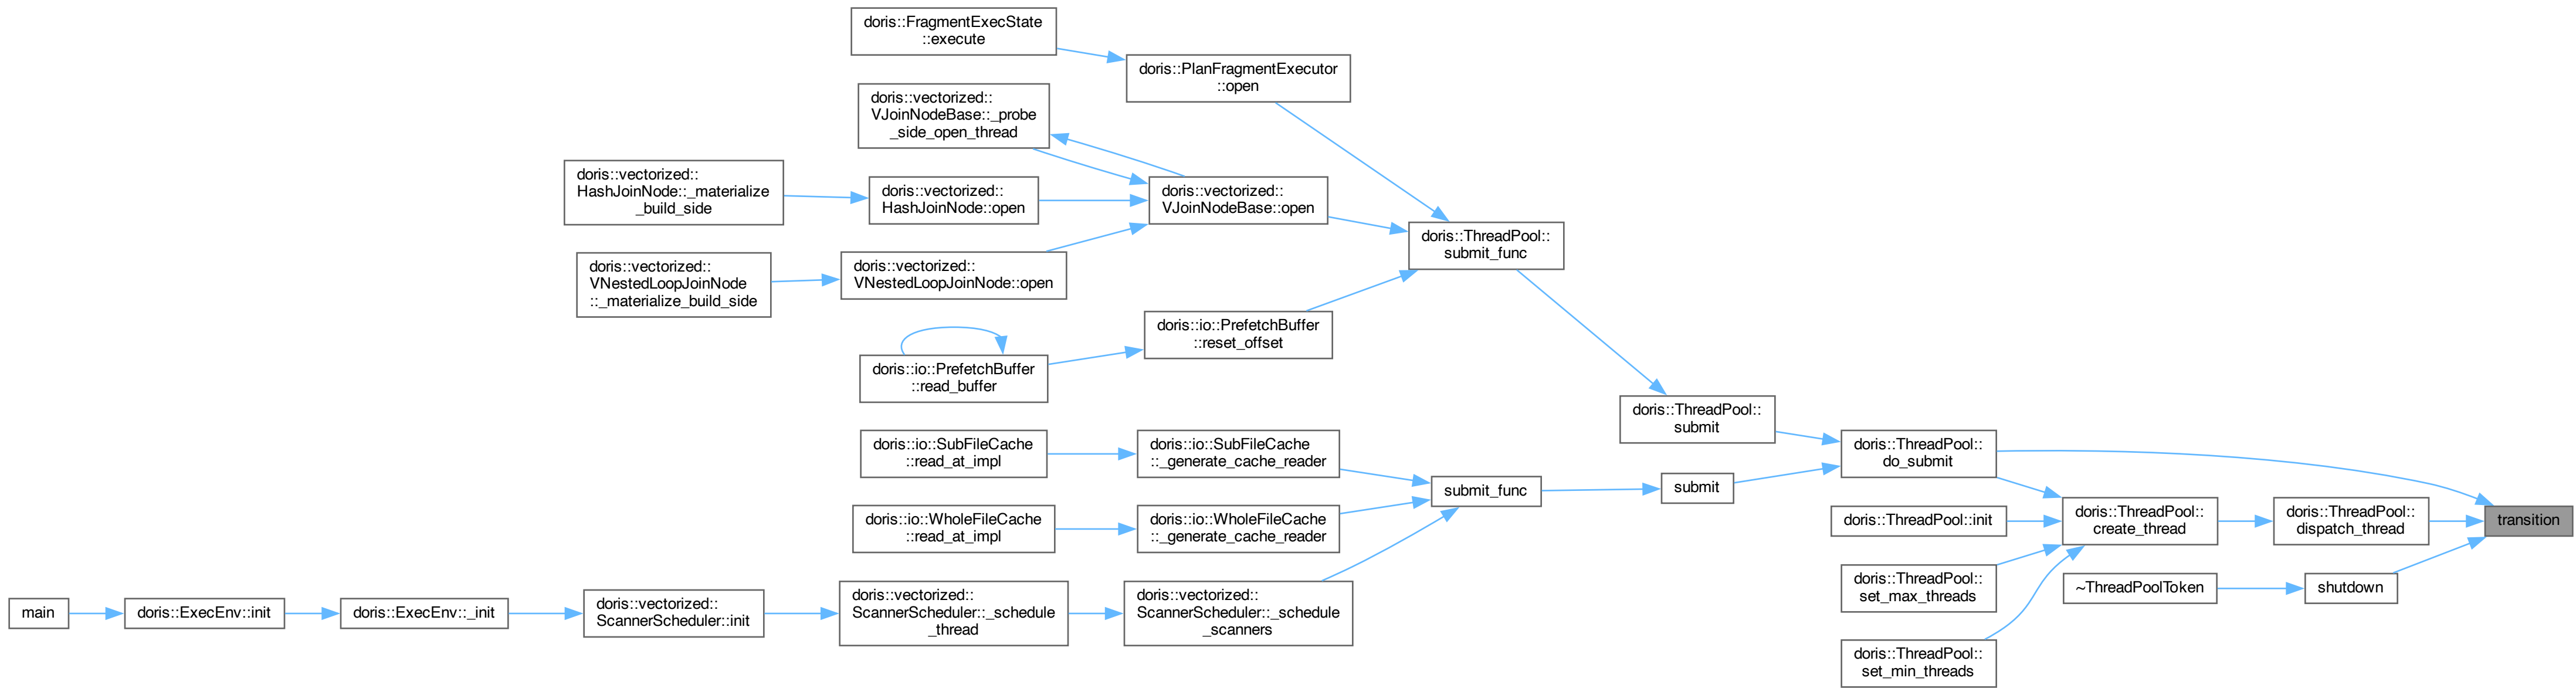 doris::FragmentExecState
::execute
doris::PlanFragmentExecutor
::open
doris::vectorized::
VJoinNodeBase::_probe
_side_open_thread
doris::vectorized::
HashJoinNode::_materialize
_build_side
doris::vectorized::
HashJoinNode::open
doris::vectorized::
VJoinNodeBase::open
doris::ThreadPool::
submit_func
doris::vectorized::
VNestedLoopJoinNode
::_materialize_build_side
doris::vectorized::
VNestedLoopJoinNode::open
doris::io::PrefetchBuffer
::reset_offset
doris::io::PrefetchBuffer
::read_buffer
doris::ThreadPool::
submit
doris::io::SubFileCache
::read_at_impl
doris::io::SubFileCache
::_generate_cache_reader
doris::ThreadPool::
do_submit
submit_func
submit
doris::io::WholeFileCache
::read_at_impl
doris::io::WholeFileCache
::_generate_cache_reader
doris::ThreadPool::init
doris::ThreadPool::
create_thread
doris::ThreadPool::
dispatch_thread
transition
doris::ThreadPool::
set_max_threads
~ThreadPoolToken
shutdown
main
doris::ExecEnv::init
doris::ExecEnv::_init
doris::vectorized::
ScannerScheduler::init
doris::vectorized::
ScannerScheduler::_schedule
_thread
doris::vectorized::
ScannerScheduler::_schedule
_scanners
doris::ThreadPool::
set_min_threads